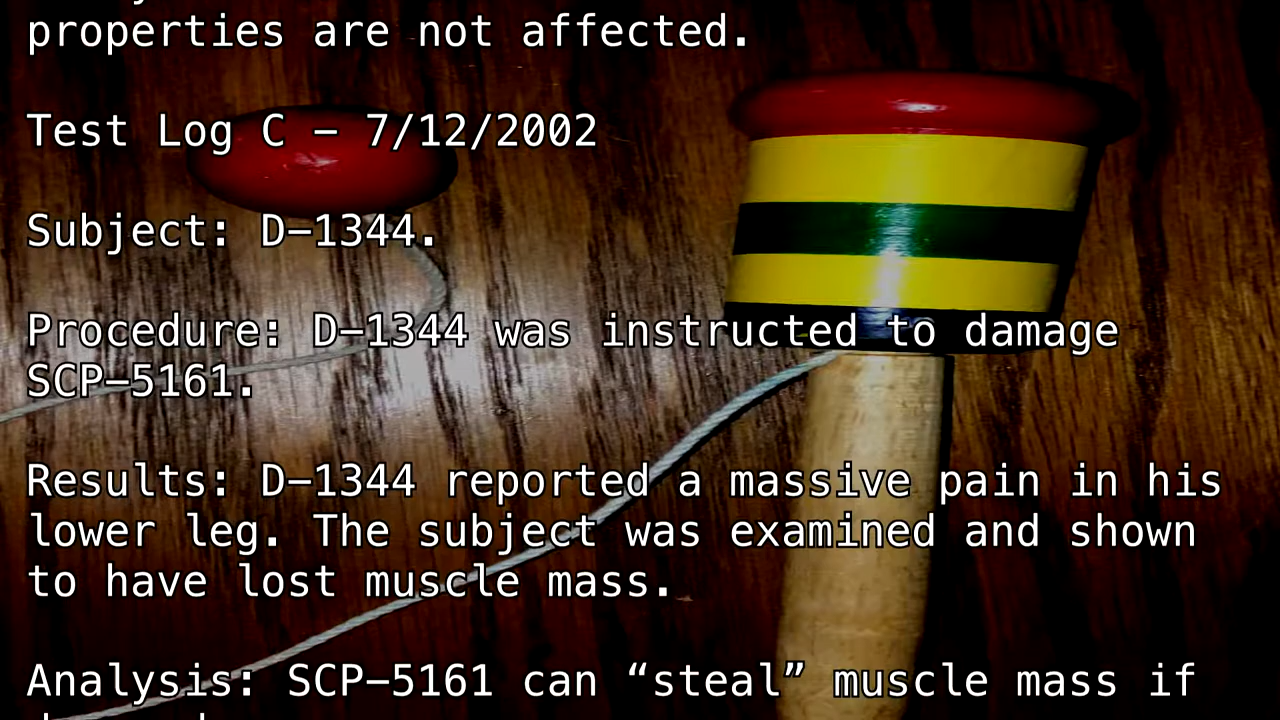 properties are not affected.
Test Log C – 7/12/2002
Subject: D–1344.
Procedure: D–1344 was instructed to damage
SCP–5161.
Results: D–1344 reported a massive pain in his
lower leg. The subject was examined and shown
to have lost muscle mass.
Analysis: SCP–5161 can “steal” muscle mass if